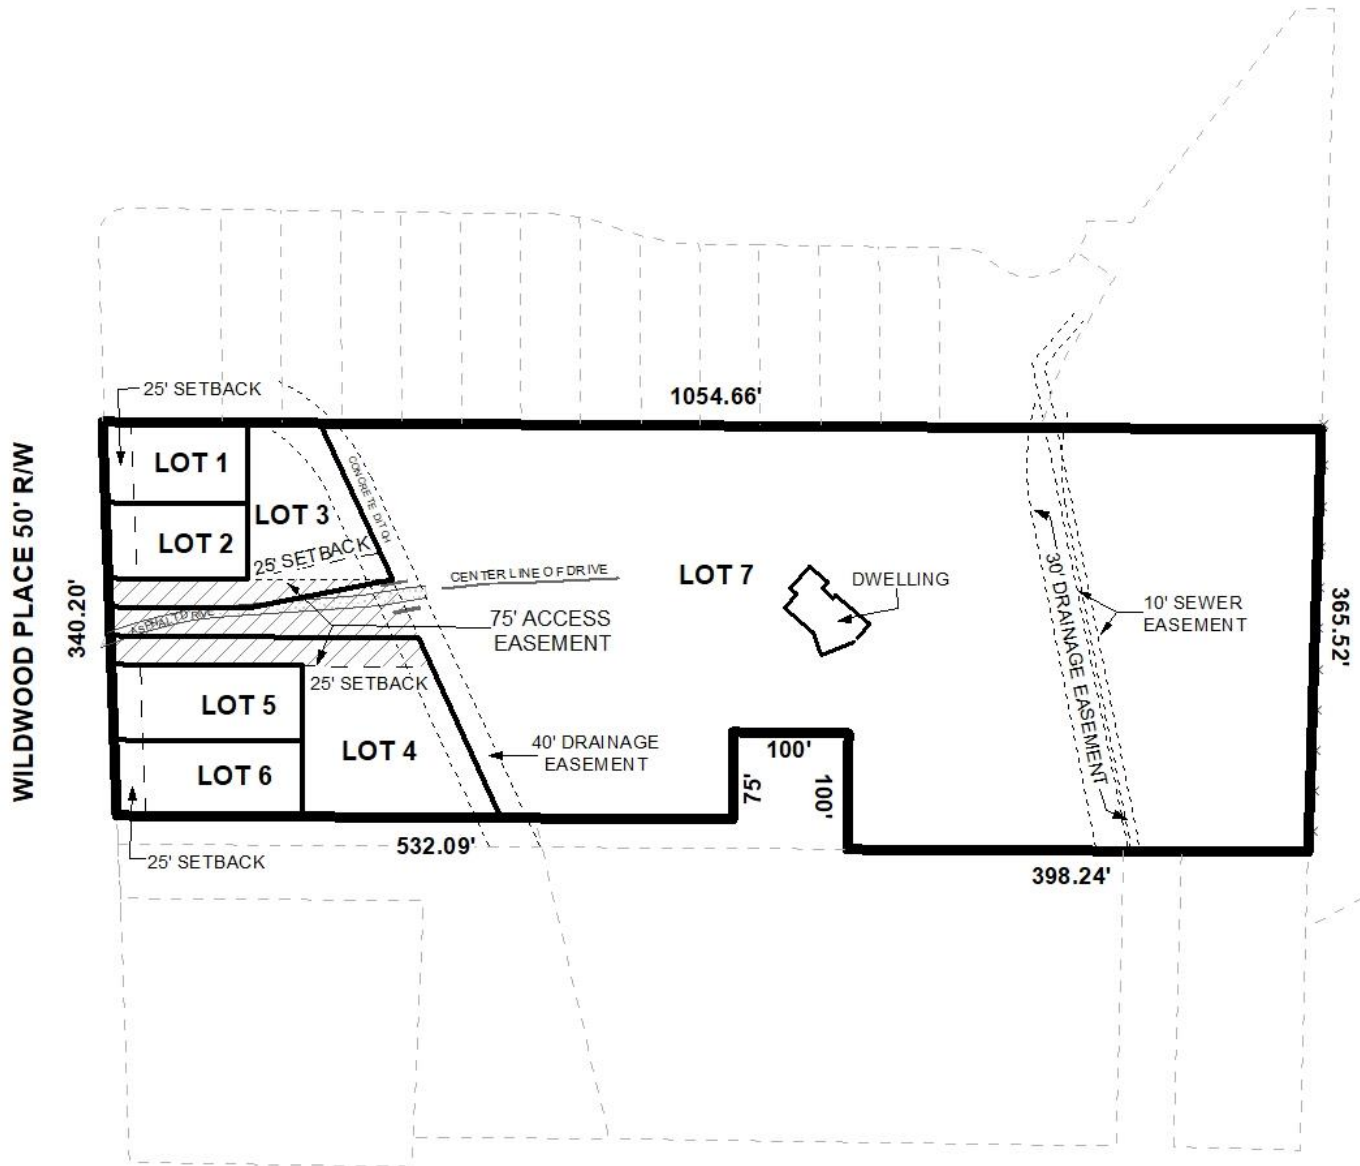 1054.66'
25' SETBACK
WILDWOOD PLACE 50' R/W
340.20'
LOT 1
LOT 2
LOT 3
25' SETBACK
CONCRETE DITCH
CENTER LINE OF DRIVE
ASPHALT DRIVE
75' ACCESS
EASEMENT
LOT 7
DWELLING
30' DRAINAGE EASEMENT
10' SEWER
EASEMENT
365.52'
25' SETBACK
LOT 5
LOT 6
LOT 4
40' DRAINAGE
EASEMENT
100'
75'
100'
25' SETBACK
532.09'
398.24'